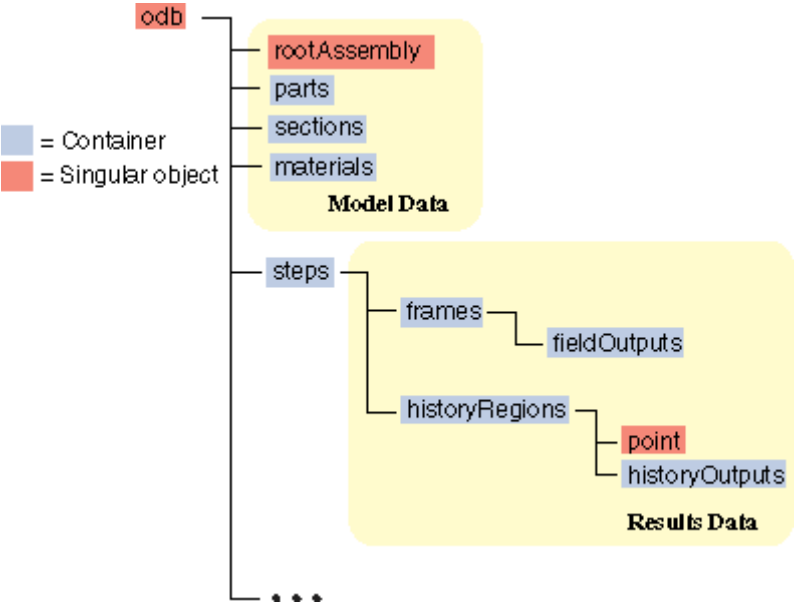 odb
rootAssembly
parts
sections
materials
Model Data
= Container
= Singular object
steps
frames
fieldOutputs
historyRegions
point
historyOutputs
Results Data
• • •